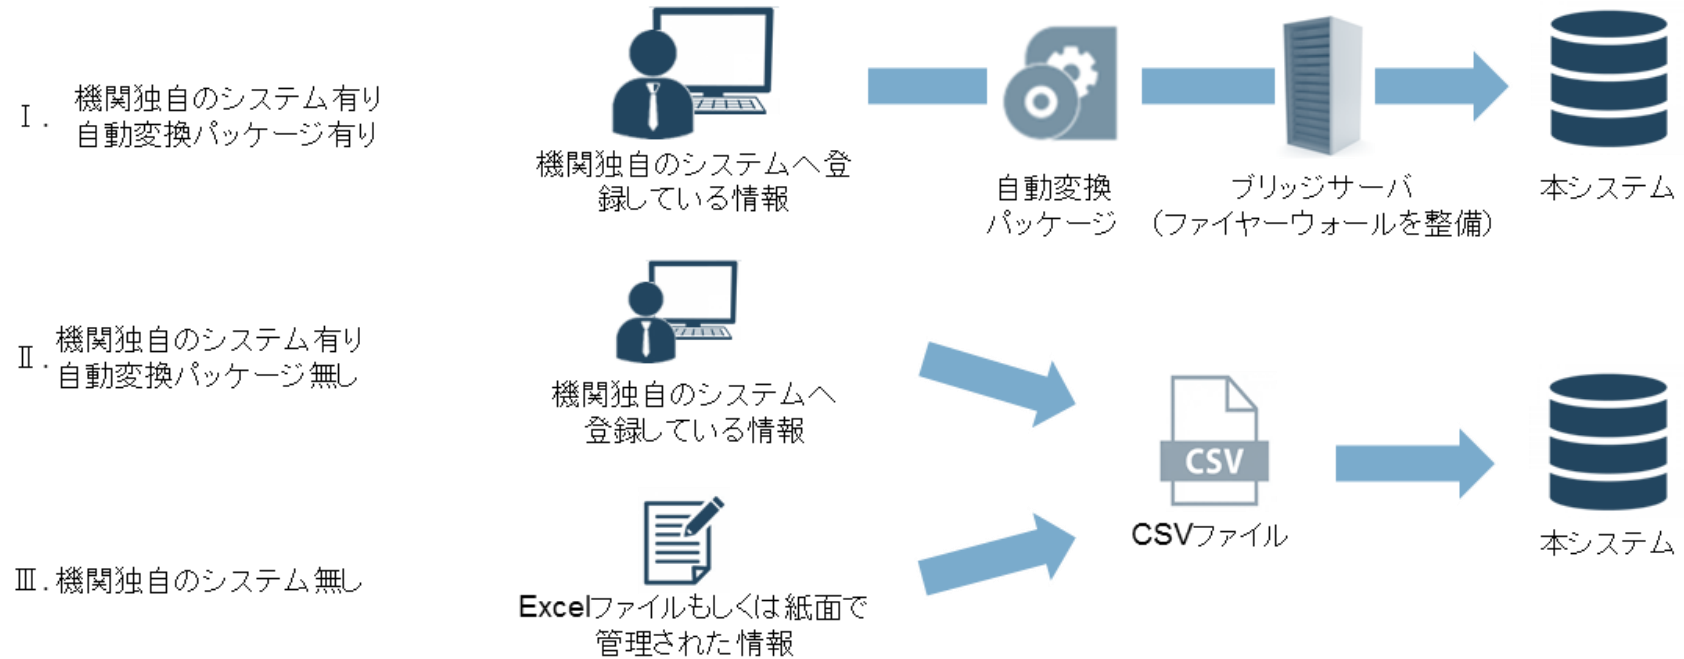 Ⅰ. 機関独自のシステム有り
自動変換パッケージ有り
機関独自のシステムへ登
録している情報
自動変換
パッケージ
ブリッジサーバ
（ファイヤーウォールを整備）
本システム
Ⅱ. 機関独自のシステム有り
自動変換パッケージ無し
機関独自のシステムへ
登録している情報
CSV
CSVファイル
本システム
Ⅲ. 機関独自のシステム無し
Excelファイルもしくは紙面で
管理された情報